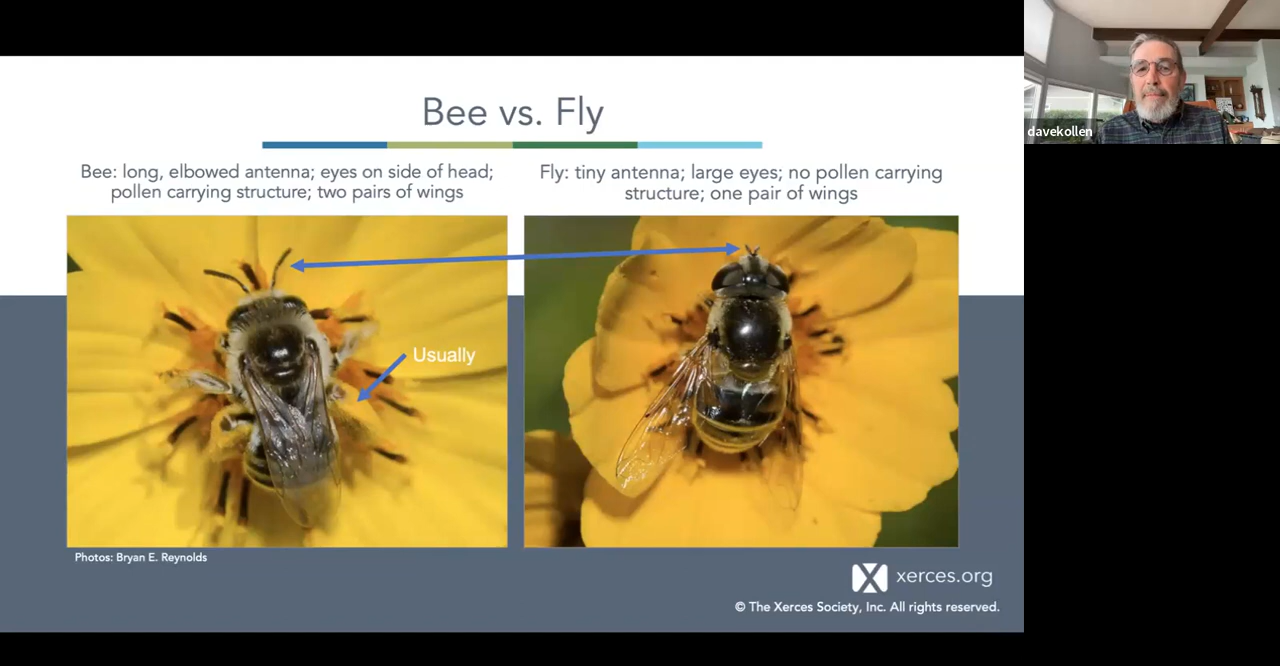 Bee vs. Fly
Bee: long, elbowed antenna; eyes on side of head;
pollen carrying structure; two pairs of wings
Fly: tiny antenna; large eyes; no pollen carrying
structure; one pair of wings
Usually
Photos: Bryan E. Reynolds
xerces.org
© The Xerces Society, Inc. All rights reserved.
davekollen